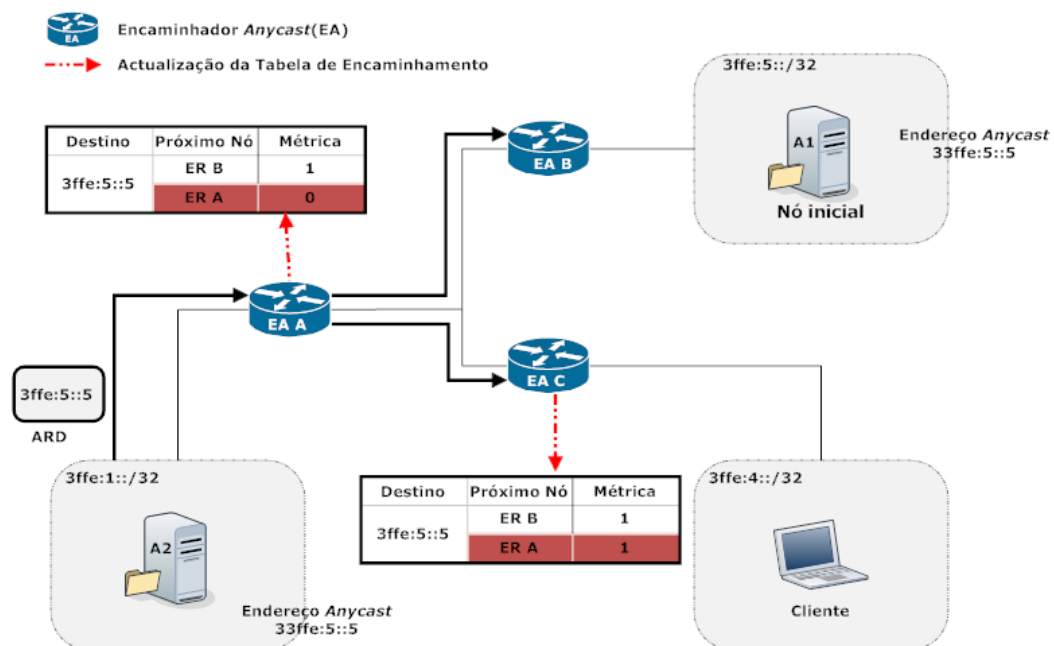 EA
Encaminhador Anycast(EA)
Actualização da Tabela de Encaminhamento
3ffe:5::/32
A1
Nó inicial
Endereço Anycast
33ffe:5::5
Destino Próximo Nó Métrica
3ffe:5::5
ER B 1
ER A 0
EA B
EA A
EA C
3ffe:5::5
ARD
3ffe:1::/32
A2
Endereço Anycast
33ffe:5::5
Destino Próximo Nó Métrica
3ffe:5::5
ER B 1
ER A 1
3ffe:4::/32
Cliente